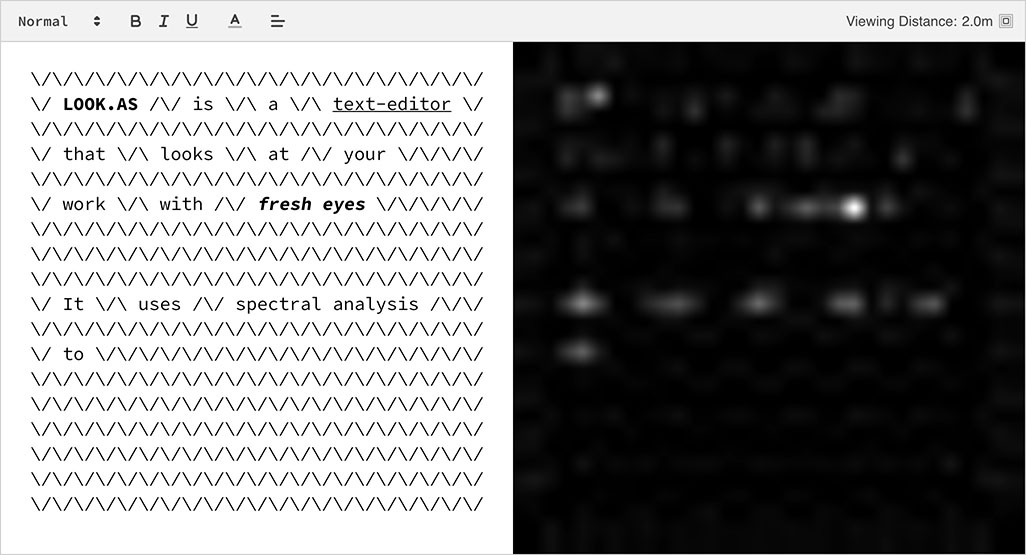 Normal B I U A Viewing Distance: 2.0m
\/\/\/\/\/\/\/\/\/\/\/\/\/\/\/\/\/\/\/\/\/
\/ LOOK.AS /\/ is \/\ a \/\ text-editor \/
\/\/\/\/\/\/\/\/\/\/\/\/\/\/\/\/\/\/\/\/\/
\/ that \/\ looks \/\ at /\/ your \/\/\/\/
\/\/\/\/\/\/\/\/\/\/\/\/\/\/\/\/\/\/\/\/\/
\/ work \/\ with /\/ fresh eyes \/\/\/\/\/
\/\/\/\/\/\/\/\/\/\/\/\/\/\/\/\/\/\/\/\/\/
\/\/\/\/\/\/\/\/\/\/\/\/\/\/\/\/\/\/\/\/\/
\/\/\/\/\/\/\/\/\/\/\/\/\/\/\/\/\/\/\/\/\/
\/ It \/\ uses /\/ spectral analysis /\/\/
\/\/\/\/\/\/\/\/\/\/\/\/\/\/\/\/\/\/\/\/\/
\/ to \/\/\/\/\/\/\/\/\/\/\/\/\/\/\/\/\/\/
\/\/\/\/\/\/\/\/\/\/\/\/\/\/\/\/\/\/\/\/\/
\/\/\/\/\/\/\/\/\/\/\/\/\/\/\/\/\/\/\/\/\/
\/\/\/\/\/\/\/\/\/\/\/\/\/\/\/\/\/\/\/\/\/
\/\/\/\/\/\/\/\/\/\/\/\/\/\/\/\/\/\/\/\/\/
\/\/\/\/\/\/\/\/\/\/\/\/\/\/\/\/\/\/\/\/\/
\/\/\/\/\/\/\/\/\/\/\/\/\/\/\/\/\/\/\/\/\/